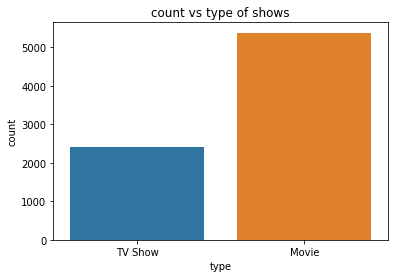 count vs type of shows
5000
4000
3000
2000
1000
0
count
TV Show
Movie
type